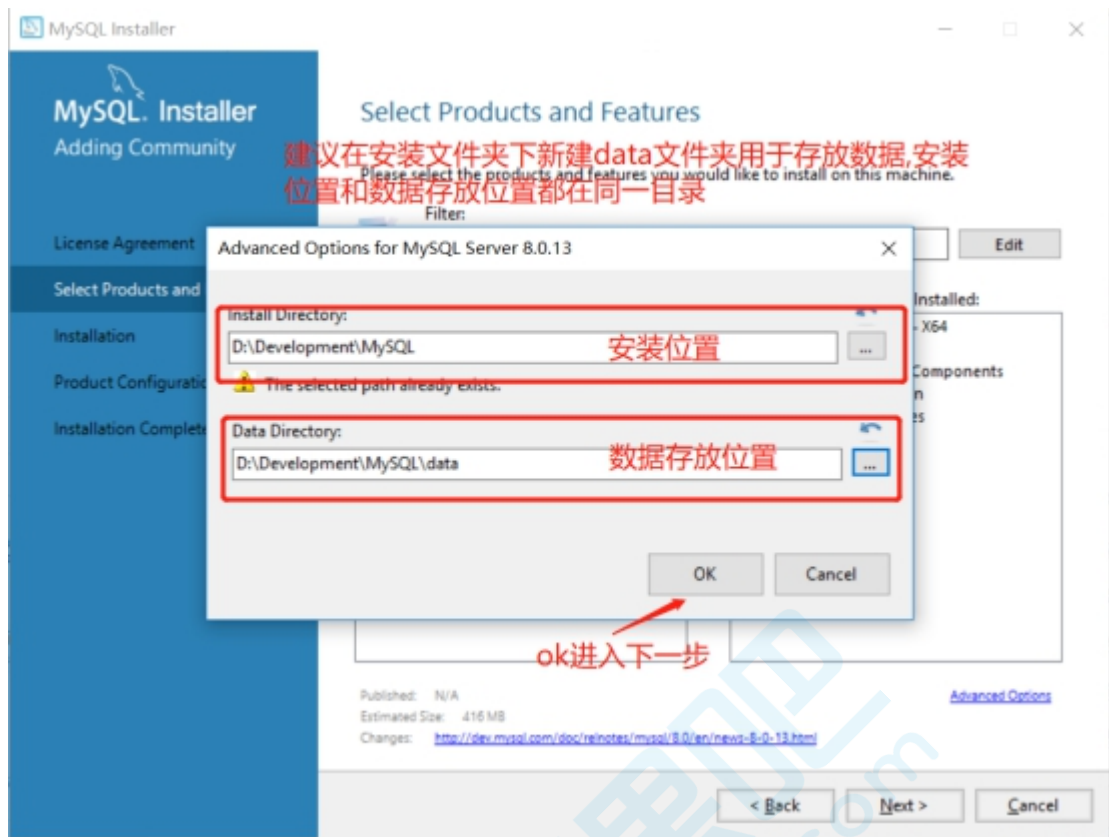 MySQL Installer
MySQL. Installer
Adding Community
Select Products and Features
建议在安装文件夹下新建data文件夹用于存放数据,安装
位置和数据存放位置都在同一目录
Please select the products and features you would like to install on this machine.
Filter:
Edit
License Agreement
Select Products and
Installation
Product Configuratio
Installation Complete
Advanced Options for MySQL Server 8.0.13
Install Directory:
D:\Development\MySQL
安装位置
...
The selected path already exists.
Data Directory:
D:\Development\MySQL\data
数据存放位置
...
OK
Cancel
ok进入下一步
Installed:
- X64
Components
n
es
Published: N/A
Estimated Size: 416 MB
Changes: http://dev.mysql.com/doc/relnotes/mysql/8.0/en/news-8-0-13.html
Advanced Options
< Back
Next >
Cancel